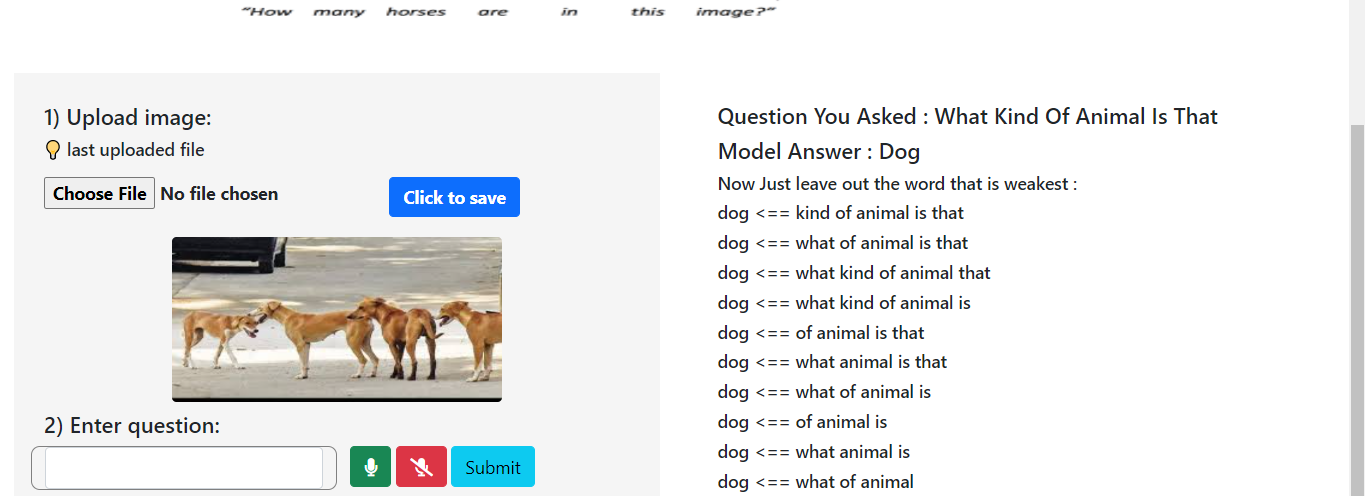 "How many horses are in this image?"
1) Upload image:
last uploaded file
Choose File No file chosen
Click to save
2) Enter question:
Submit
Question You Asked : What Kind Of Animal Is That
Model Answer : Dog
Now Just leave out the word that is weakest :
dog <== kind of animal is that
dog <== what of animal is that
dog <== what kind of animal that
dog <== what kind of animal is
dog <== of animal is that
dog <== what animal is that
dog <== what of animal is
dog <== of animal is
dog <== what animal is
dog <== what of animal